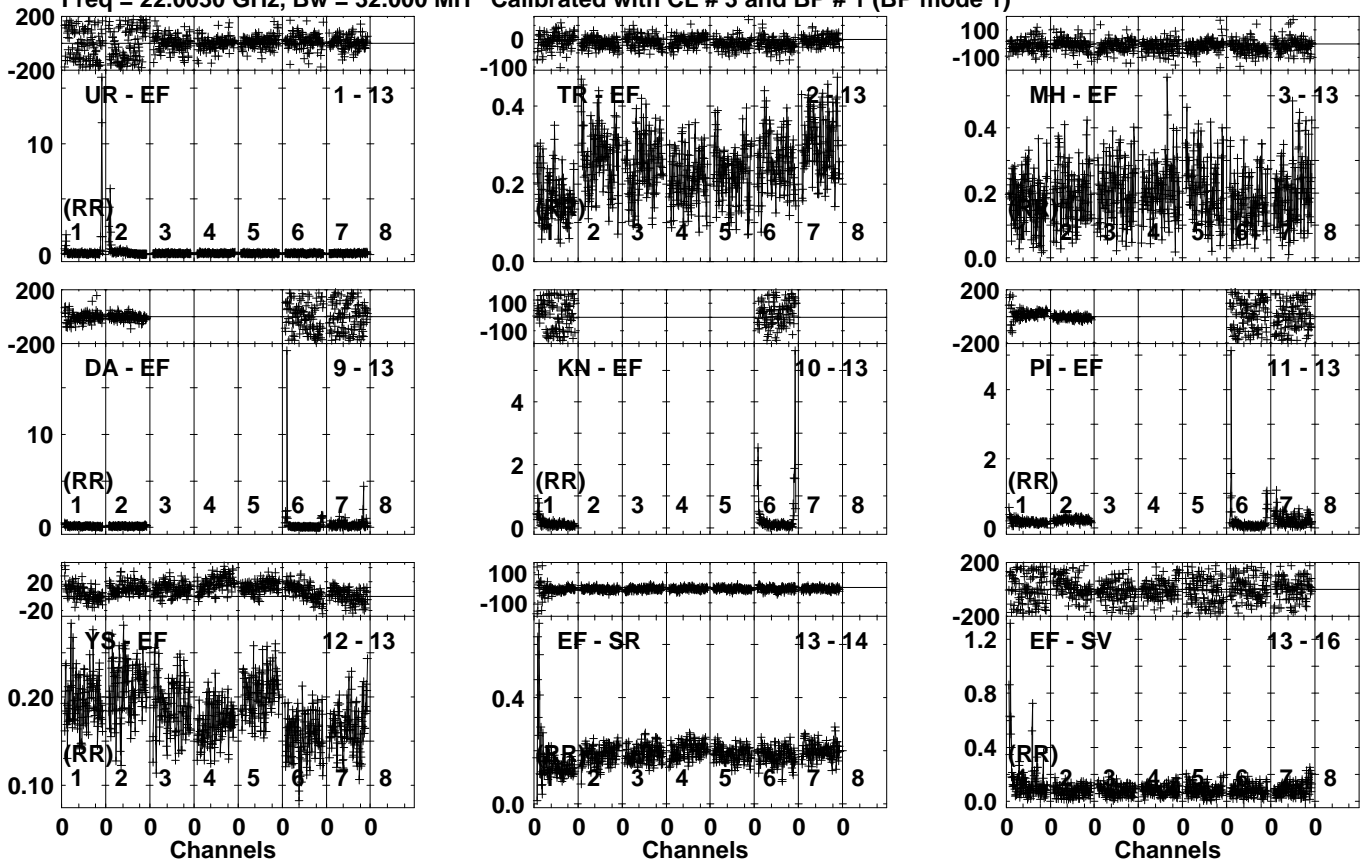 Freq = 22.0030 GHz, Bw = 32.000 MH Calibrated with CL # 3 and BP # 1 (BP mode 1)
200
-200
UR - EF 1 - 13
10
0
(RR)
1 2 3 4 5 6 7 8
0
-100
TR - EF 2 - 13
0.4
0.2
0.0
(RR)
1 2 3 4 5 6 7 8
100
-100
MH - EF 3 - 13
0.4
0.2
0.0
1 2 3 4 5 6 7 8
200
-200
DA - EF 9 - 13
10
0
(RR)
1 2 3 4 5 6 7 8
100
-100
KN - EF 10 - 13
4
2
0
(RR)
1 2 3 4 5 6 7 8
200
-200
PI - EF 11 - 13
4
2
0
(RR)
1 2 3 4 5 6 7 8
20
-20
YS - EF 12 - 13
0.20
0.10
(RR)
1 2 3 4 5 6 7 8
0 0 0 0 0 0 0 0
Channels
100
-100
EF - SR 13 - 14
0.4
0.0
(RR)
1 2 3 4 5 6 7 8
0 0 0 0 0 0 0 0
Channels
200
-200
EF - SV 13 - 16
1.2
0.8
0.4
0.0
(RR)
1 2 3 4 5 6 7 8
0 0 0 0 0 0 0 0
Channels